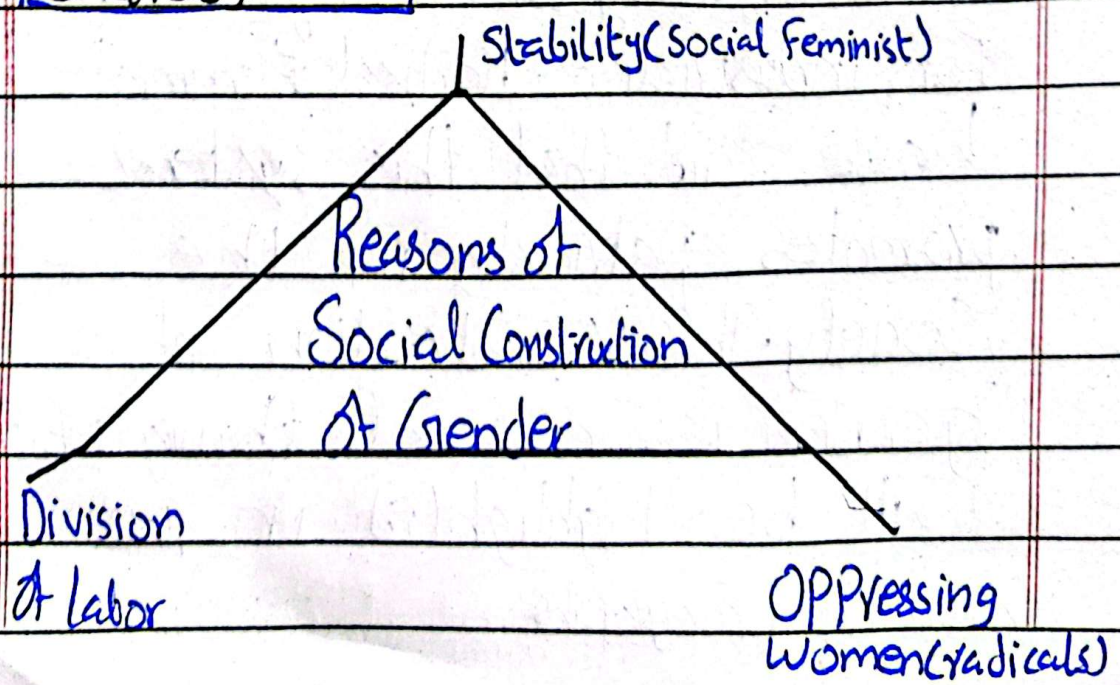 Stability(Social Feminist)
Reasons of
Social Construction
of Gender
Division
of labor
Oppressing
Women(radicals)